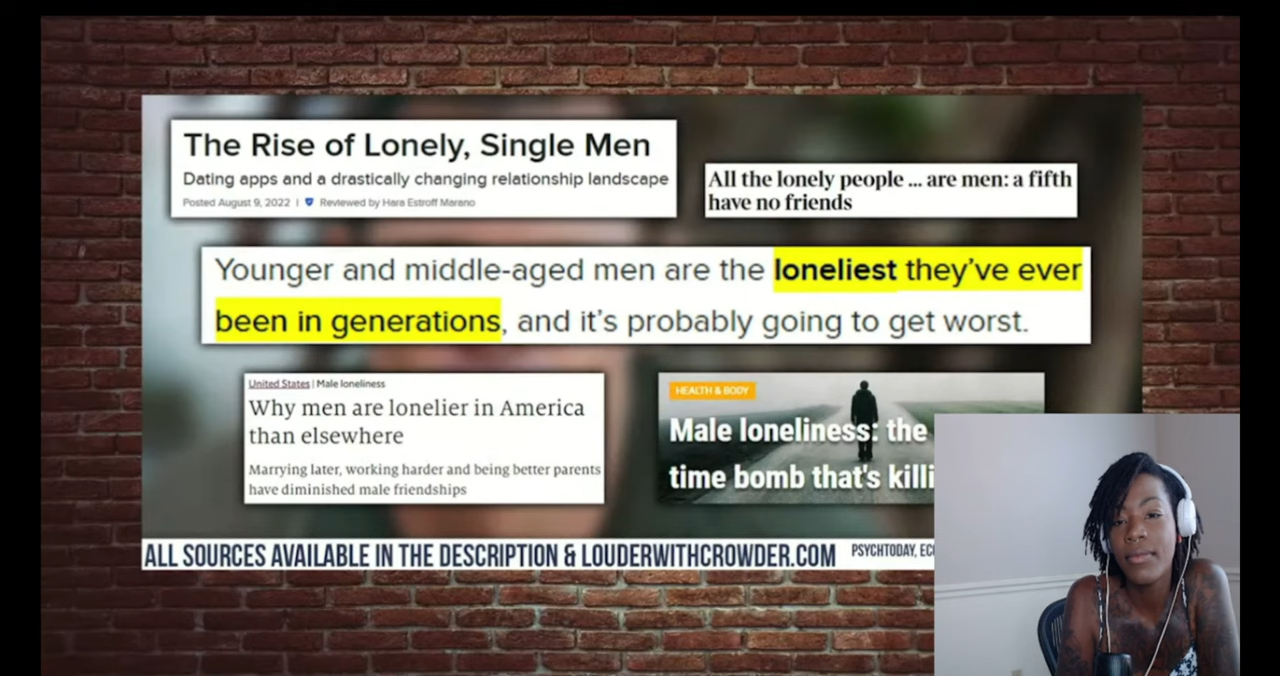 The Rise of Lonely, Single Men
Dating apps and a drastically changing relationship landscape
Posted August 9, 2022 | Reviewed by Hara Estroff Marano
All the lonely people ... are men: a fifth
have no friends
Younger and middle-aged men are the loneliest they've ever
been in generations, and it's probably going to get worst.
United States | Male loneliness
Why men are lonelier in America
than elsewhere
Marrying later, working harder and being better parents
have diminished male friendships
HEALTH & BODY
Male loneliness: the
time bomb that's killi
ALL SOURCES AVAILABLE IN THE DESCRIPTION & LOUDERWITHCROWDER.COM
PSYCHTODAY, EC